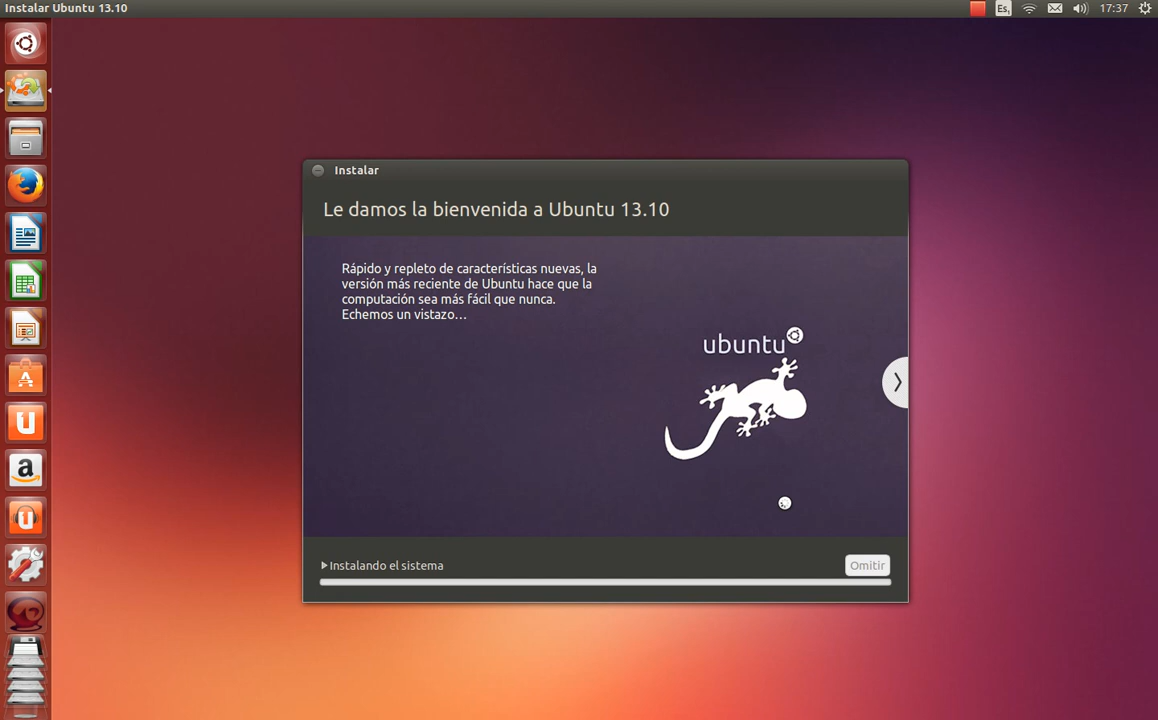 Instalar Ubuntu 13.10
Es₁
17:37
Instalar
Le damos la bienvenida a Ubuntu 13.10
Rápido y repleto de características nuevas, la
versión más reciente de Ubuntu hace que la
computación sea más fácil que nunca.
Echemos un vistazo...
ubuntu
Instalando el sistema
Omitir